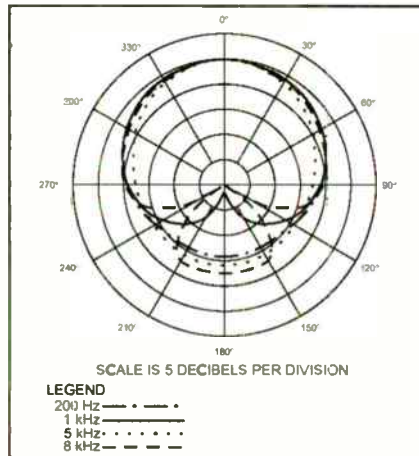 0°
330° 30°
300° 60°
270° 90°
240° 120°
210° 150°
180°
SCALE IS 5 DECIBELS PER DIVISION
LEGEND
200 Hz
1 kHz
5 kHz
8 kHz